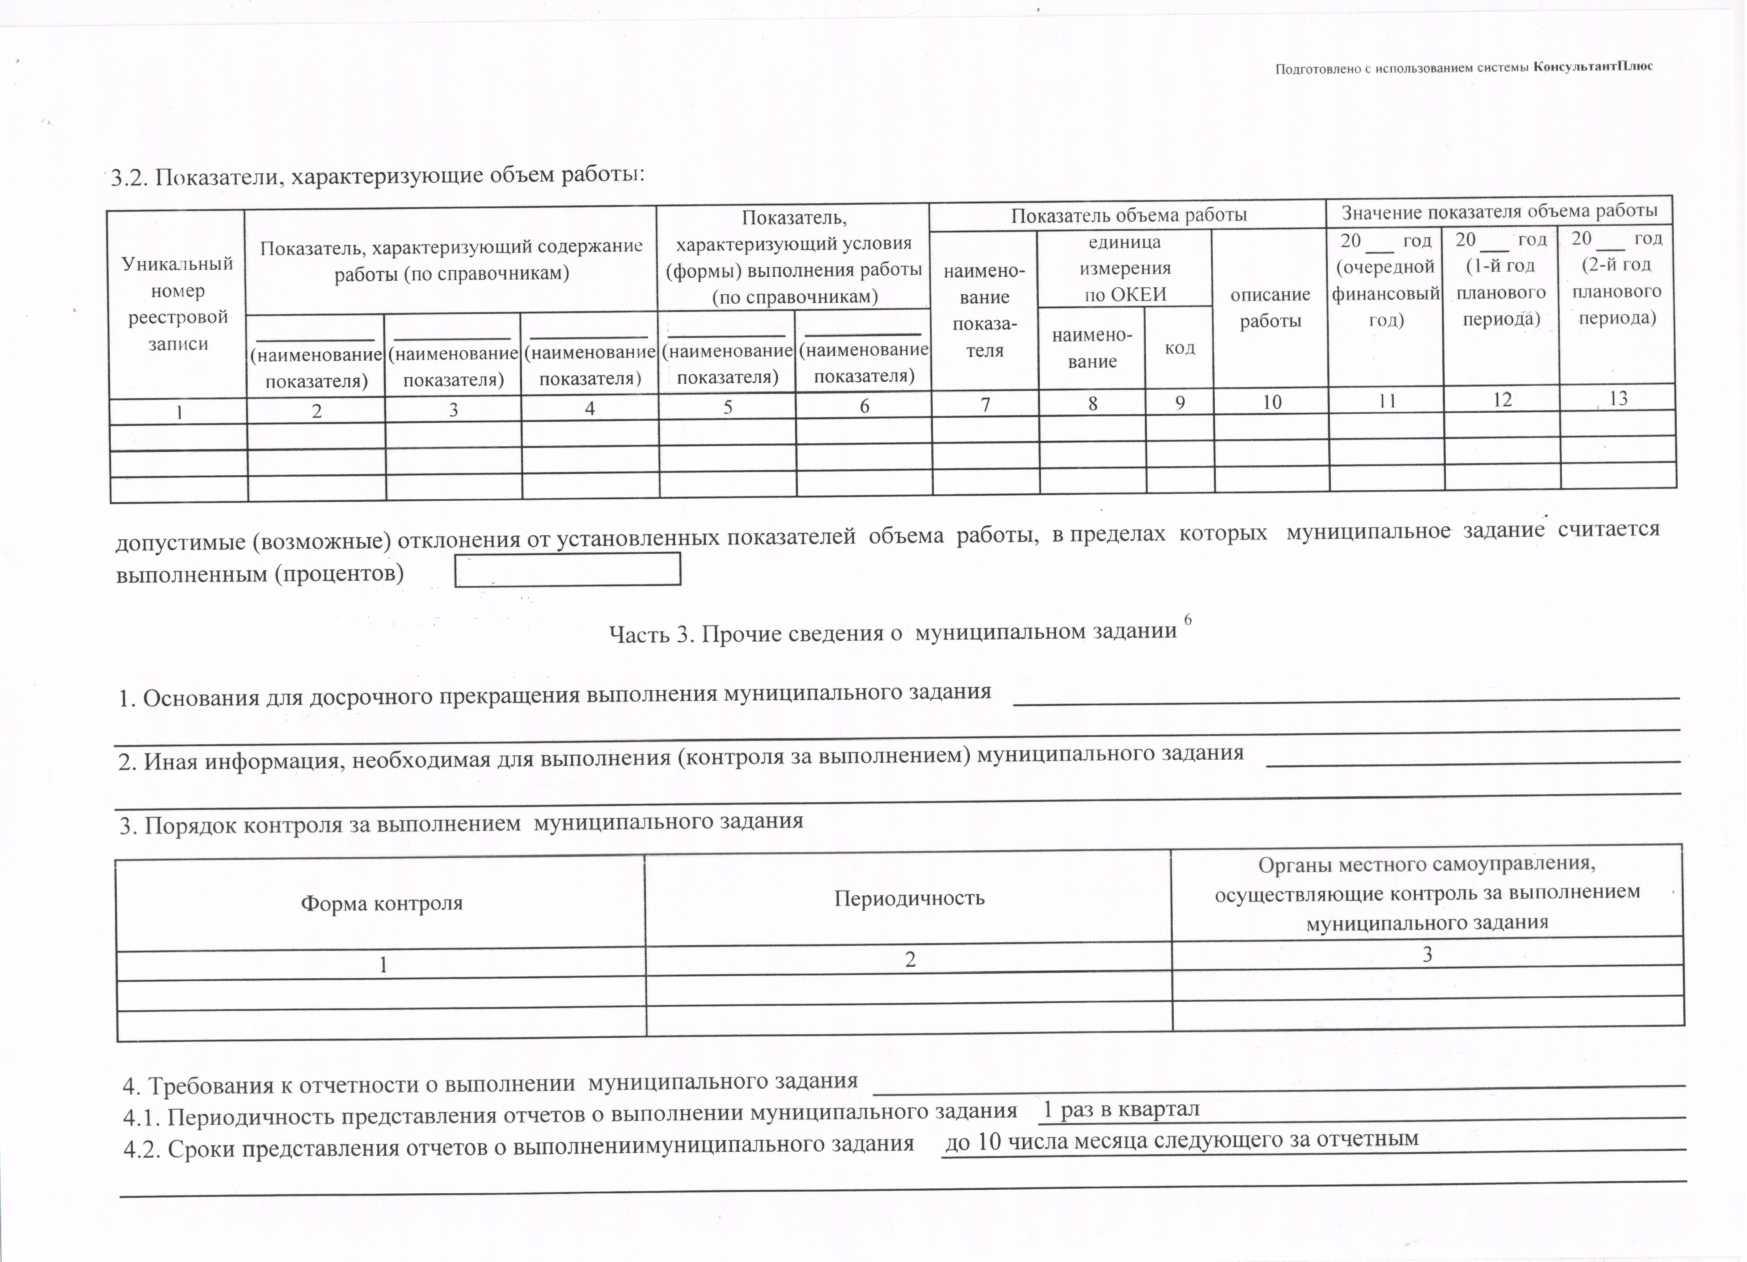 Подготовлено с использованием системы КонсультантПлюс
3.2. Показатели, характеризующие объем работы:
Уникальный
номер
реестровой
записи
Показатель, характеризующий содержание
работы (по справочникам)
Показатель,
характеризующий условия
(формы) выполнения работы
(по справочникам)
Показатель объема работы
Значение показателя объема работы
наимено-
вание
показа-
теля
единица
измерения
по ОКЕИ
описание
работы
20 ___ год
(очередной
финансовый
год)
20 ___ год
(1-й год
планового
периода)
20 ___ год
(2-й год
планового
периода)
(наименование
показателя)
(наименование
показателя)
(наименование
показателя)
(наименование
показателя)
(наименование
показателя)
наимено-
вание
код
1 2 3 4 5 6 7 8 9 10 11 12 13
допустимые (возможные) отклонения от установленных показателей объема работы, в пределах которых муниципальное задание считается
выполненным (процентов)
Часть 3. Прочие сведения о муниципальном задании 6
1. Основания для досрочного прекращения выполнения муниципального задания
2. Иная информация, необходимая для выполнения (контроля за выполнением) муниципального задания
3. Порядок контроля за выполнением муниципального задания
Форма контроля
Периодичность
Органы местного самоуправления,
осуществляющие контроль за выполнением
муниципального задания
1 2 3
4. Требования к отчетности о выполнении муниципального задания
4.1. Периодичность представления отчетов о выполнении муниципального задания 1 раз в квартал
4.2. Сроки представления отчетов о выполнениимуниципального задания до 10 числа месяца следующего за отчетным